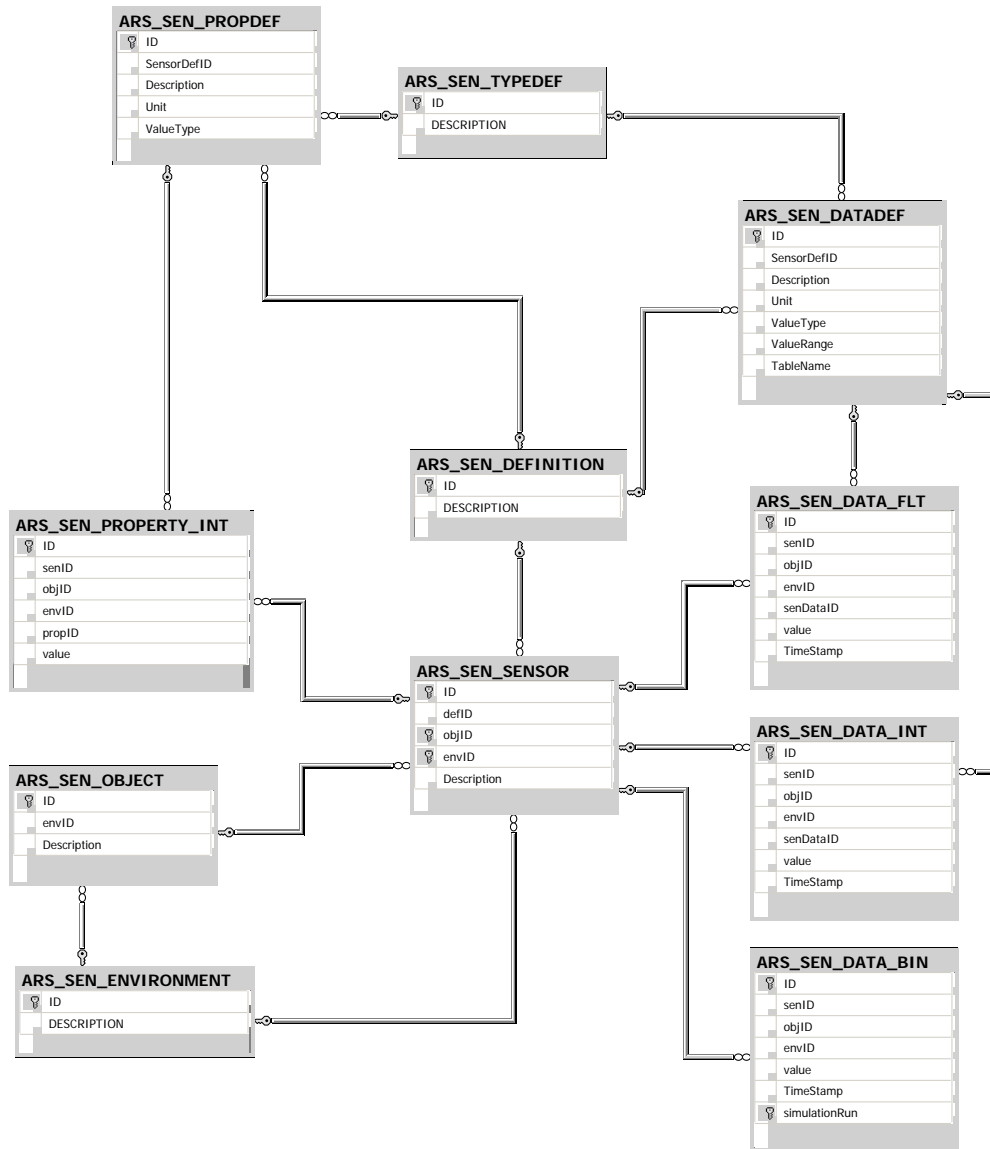 ARS_SEN_PROPDEF
ID
SensorDefID
Description
Unit
ValueType
ARS_SEN_TYPEDEF
ID
DESCRIPTION
ARS_SEN_DATADEF
ID
SensorDefID
Description
Unit
ValueType
ValueRange
TableName
ARS_SEN_DEFINITION
ID
DESCRIPTION
ARS_SEN_PROPERTY_INT
ID
senID
objID
envID
propID
value
ARS_SEN_DATA_FLT
ID
senID
objID
envID
senDataID
value
TimeStamp
ARS_SEN_SENSOR
ID
defID
objID
envID
Description
ARS_SEN_DATA_INT
ID
senID
objID
envID
senDataID
value
TimeStamp
ARS_SEN_OBJECT
ID
envID
Description
ARS_SEN_ENVIRONMENT
ID
DESCRIPTION
ARS_SEN_DATA_BIN
ID
senID
objID
envID
value
TimeStamp
simulationRun